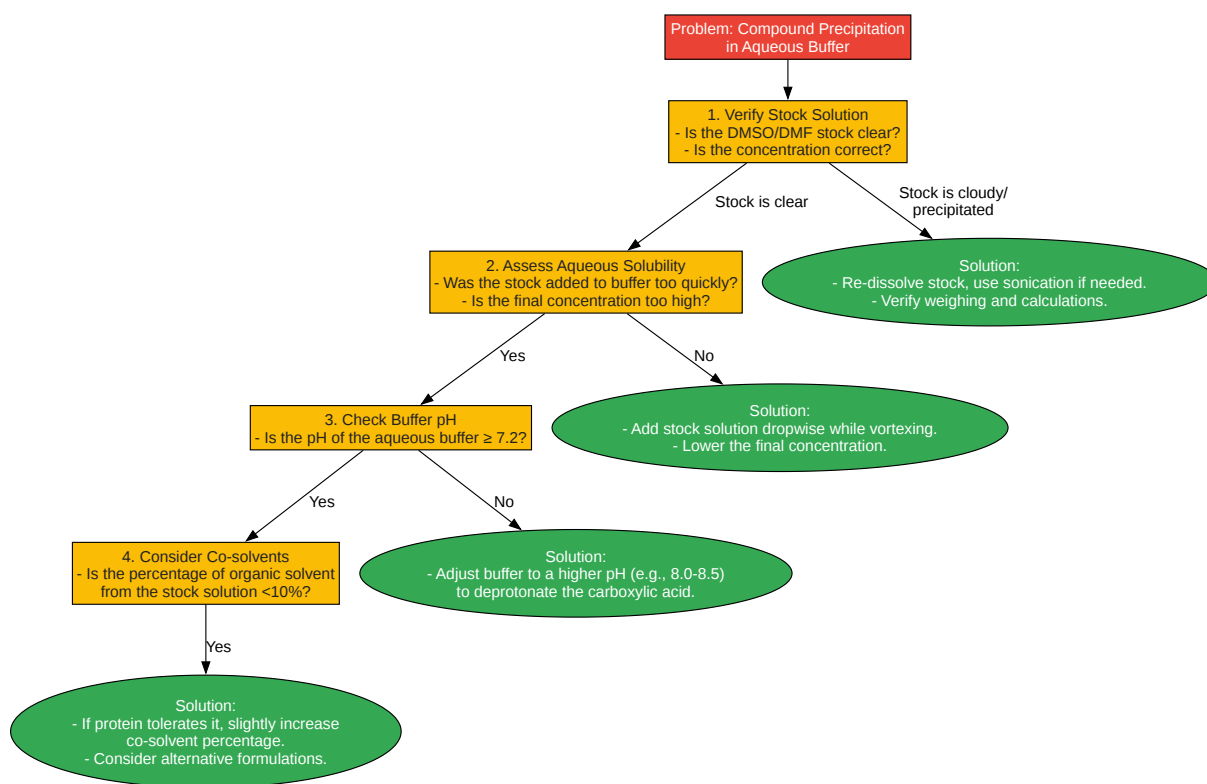 Problem: Compound Precipitation
in Aqueous Buffer
1. Verify Stock Solution
- Is the DMSO/DMF stock clear?
- Is the concentration correct?
Stock is clear
Stock is cloudy/
precipitated
2. Assess Aqueous Solubility
- Was the stock added to buffer too quickly?
- Is the final concentration too high?
Solution:
- Re-dissolve stock, use sonication if needed.
- Verify weighing and calculations.
Yes
No
3. Check Buffer pH
- Is the pH of the aqueous buffer ≥ 7.2?
Solution:
- Add stock solution dropwise while vortexing.
- Lower the final concentration.
Yes
No
4. Consider Co-solvents
- Is the percentage of organic solvent
from the stock solution <10%?
Solution:
- Adjust buffer to a higher pH (e.g., 8.0-8.5)
to deprotonate the carboxylic acid.
Yes
Solution:
- If protein tolerates it, slightly increase
co-solvent percentage.
- Consider alternative formulations.